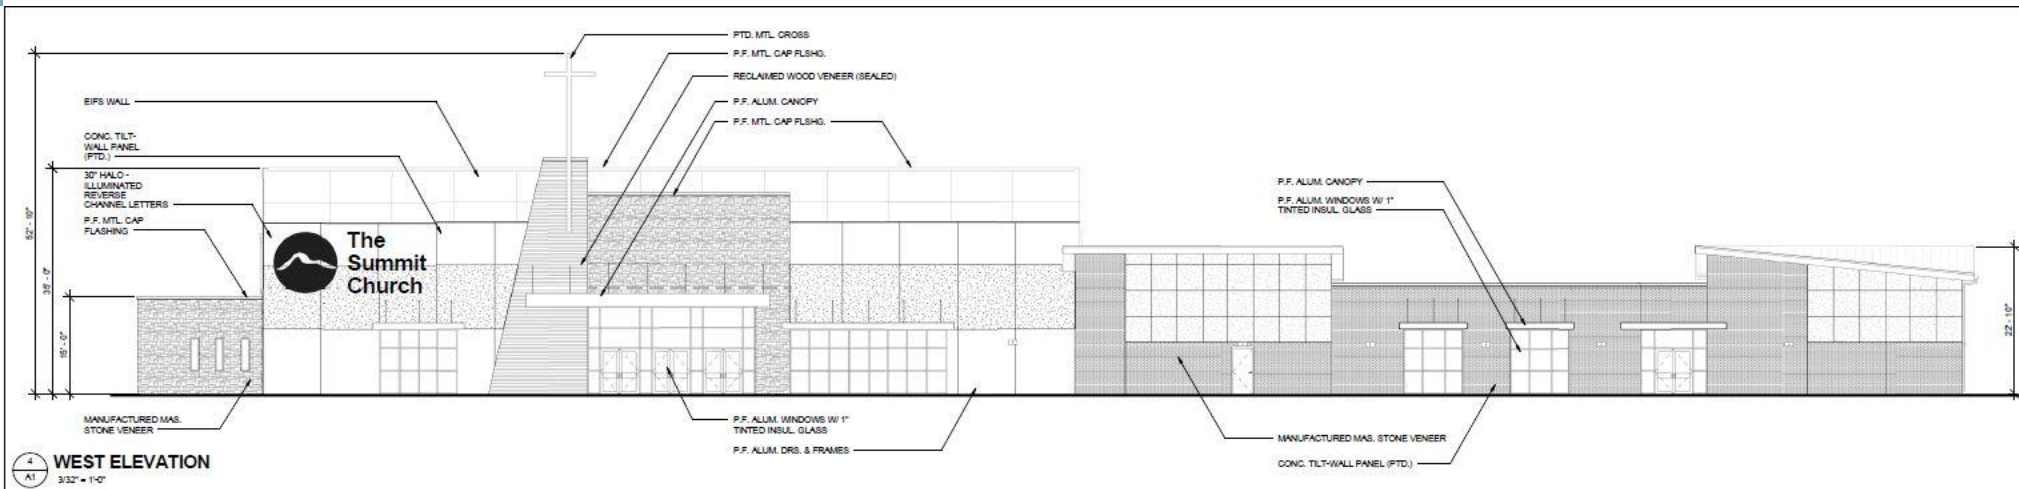 PTD. MTL. CROSS
P.F. MTL. CAP FLSHG.
RECLAIMED WOOD VENEER (SEALED)
P.F. ALUM. CANOPY
P.F. MTL. CAP FLSHG.
EIFS WALL
CONC. TILT-
WALL PANEL
(PTD.)
30" HALO -
ILLUMINATED
REVERSE
CHANNEL LETTERS
P.F. MTL. CAP
FLASHING
52' - 10"
15' - 0"
The
Summit
Church
P.F. ALUM. CANOPY
P.F. ALUM. WINDOWS W/ 1"
TINTED INSUL. GLASS
22' - 10"
MANUFACTURED MAS.
STONE VENEER
P.F. ALUM. WINDOWS W/ 1"
TINTED INSUL. GLASS
P.F. ALUM. DRS. & FRAMES
MANUFACTURED MAS. STONE VENEER
CONC. TILT-WALL PANEL (PTD.)
4
A1
WEST ELEVATION
3/32" = 1'-0"